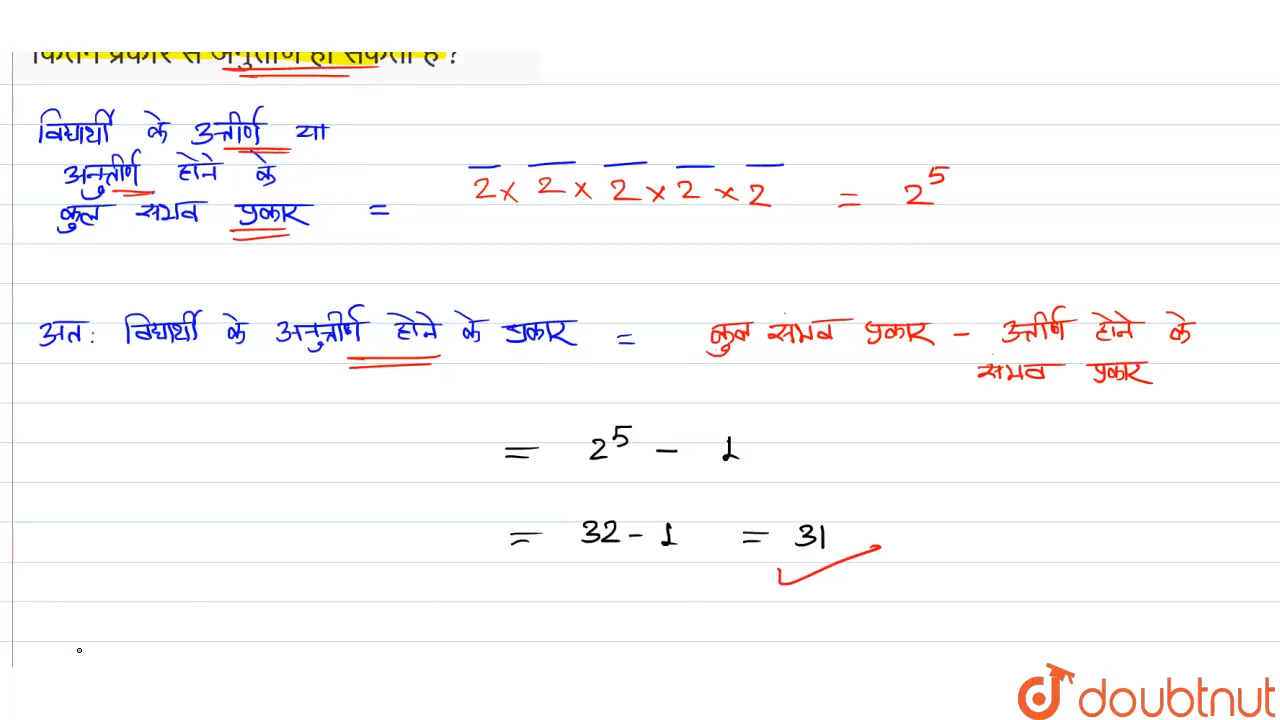 कितने प्रकार से अनुत्तीर्ण हो सकता है ?
विद्यार्थी के उत्तीर्ण या
अनुत्तीर्ण होने के
कुल संभव प्रकार = 2 × 2 × 2 × 2 × 2 = 2^5
अत: विद्यार्थी के अनुत्तीर्ण होने के प्रकार = कुल संभव प्रकार - उत्तीर्ण होने के
संभव प्रकार
= 2^5 - 1
= 32 - 1 = 31
doubtnut